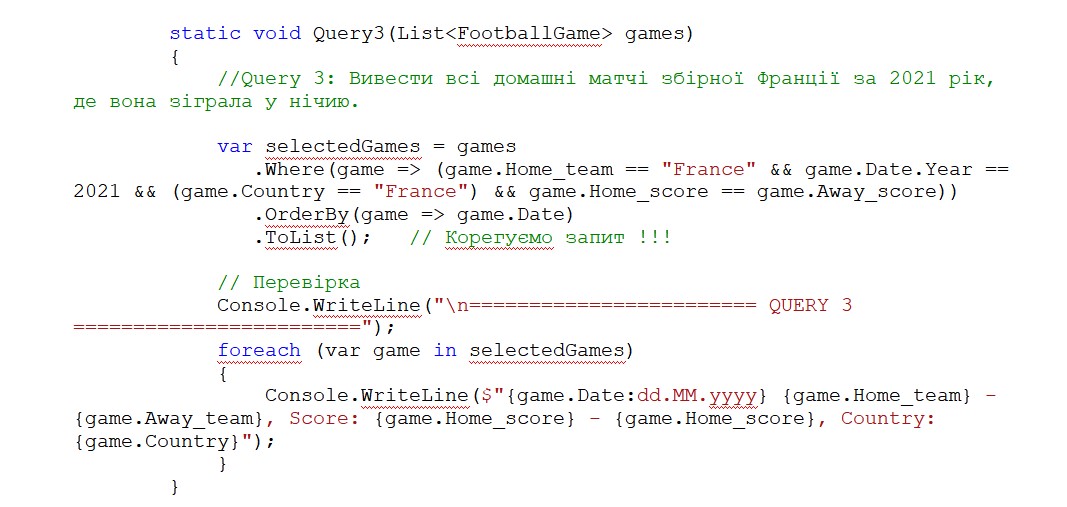 static void Query3(List<FootballGame> games)
{
//Query 3: Вивести всі домашні матчі збірної Франції за 2021 рік,
де вона зіграла у нічию.
var selectedGames = games
.Where(game => (game.Home_team == "France" && game.Date.Year ==
2021 && (game.Country == "France") && game.Home_score == game.Away_score))
.OrderBy(game => game.Date)
.ToList();   // Корегуємо запит !!!
// Перевірка
Console.WriteLine("\n======================== QUERY 3
========================");
foreach (var game in selectedGames)
{
Console.WriteLine($"{game.Date:dd.MM.yyyy} {game.Home_team} –
{game.Away_team}, Score: {game.Home_score} – {game.Home_score}, Country:
{game.Country}");
}
}